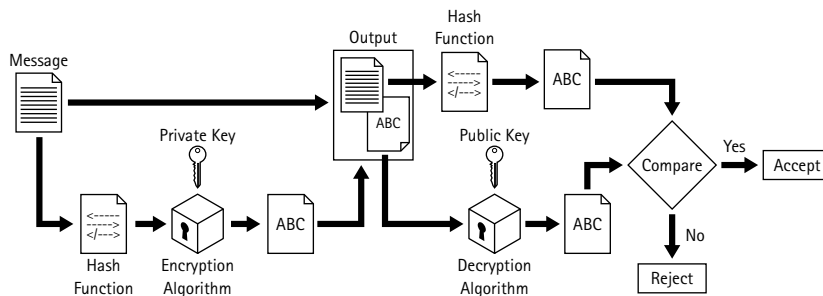 Message
Output
Hash
Function
<-----
----->
</--->
ABC
ABC
Private Key
Public Key
Compare
Yes
Accept
<-----
----->
</--->
ABC
ABC
No
Hash
Function
Encryption
Algorithm
Decryption
Algorithm
Reject